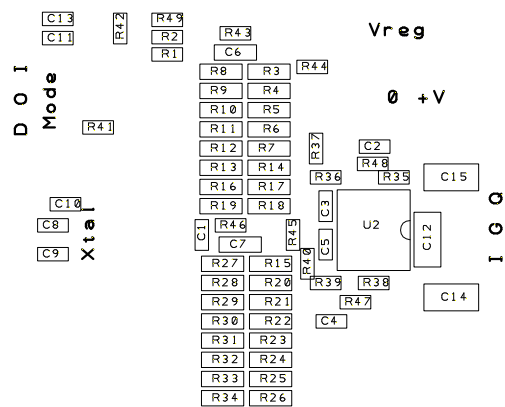 C13 R42 R49 Vreg
C11 R2 R43
R1 C6
D O I R8 R3 R44
Mode R9 R4 0 +V
R10 R5
R41 R11 R6 R37
R12 R7 C2
R13 R14 R48
R16 R17 R36 R35 C15
C10 R19 R18 C3 I G Q
C8 Xtal C1 R46 R45 U2 C12
C9 C7 C5
R27 R15 R40
R28 R20 R39 R38
R29 R21 R47 C14
R30 R22 C4
R31 R23
R32 R24
R33 R25
R34 R26